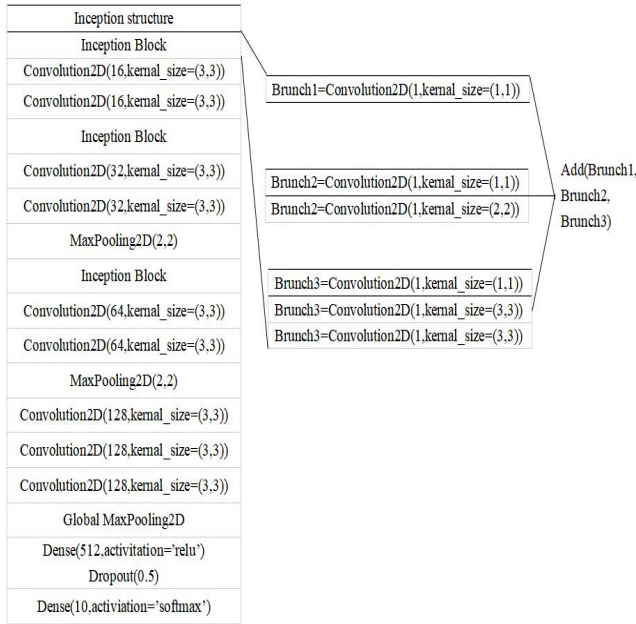 Inception structure
Inception Block
Convolution2D(16,kernal_size=(3,3))
Convolution2D(16,kernal_size=(3,3))
Inception Block
Convolution2D(32,kernal_size=(3,3))
Convolution2D(32,kernal_size=(3,3))
MaxPooling2D(2,2)
Inception Block
Convolution2D(64,kernal_size=(3,3))
Convolution2D(64,kernal_size=(3,3))
MaxPooling2D(2,2)
Convolution2D(128,kernal_size=(3,3))
Convolution2D(128,kernal_size=(3,3))
Convolution2D(128,kernal_size=(3,3))
Global MaxPooling2D
Dense(512,activitation='relu')
Dropout(0.5)
Dense(10,activiation='softmax')
Brunch1=Convolution2D(1,kernal_size=(1,1))
Brunch2=Convolution2D(1,kernal_size=(1,1))
Brunch2=Convolution2D(1,kernal_size=(2,2))
Brunch3=Convolution2D(1,kernal_size=(1,1))
Brunch3=Convolution2D(1,kernal_size=(3,3))
Brunch3=Convolution2D(1,kernal_size=(3,3))
Add(Brunch1,
Brunch2,
Brunch3)